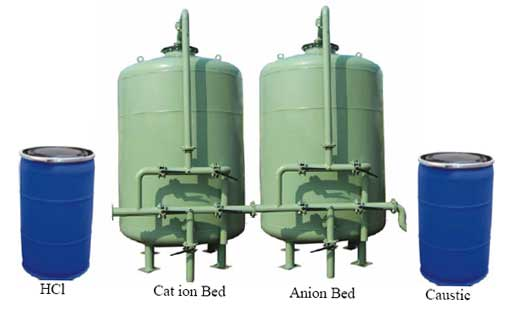 HCl
Cat ion Bed
Anion Bed
Caustic